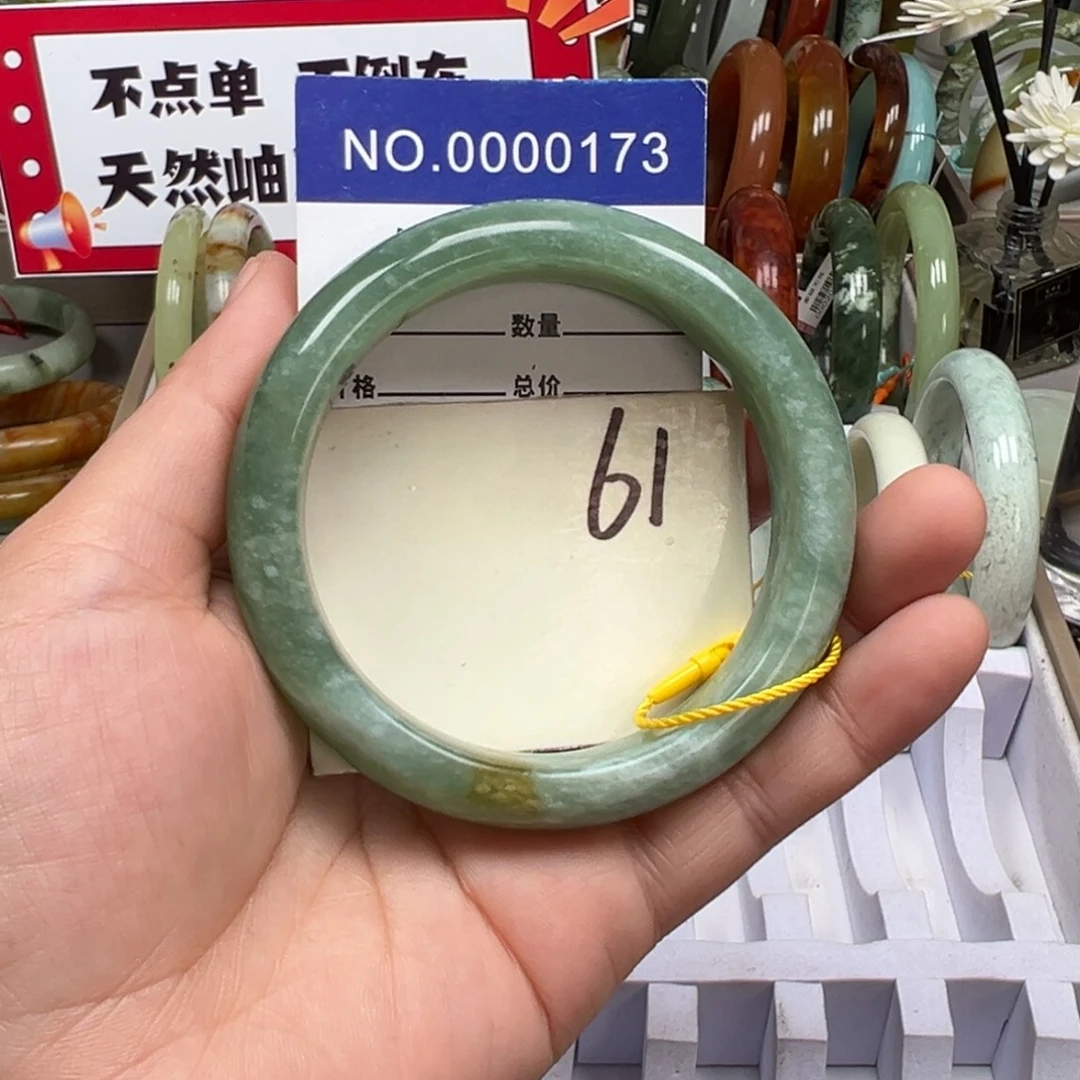 不点单
天然岫
NO.0000173
数量
格 总价
61